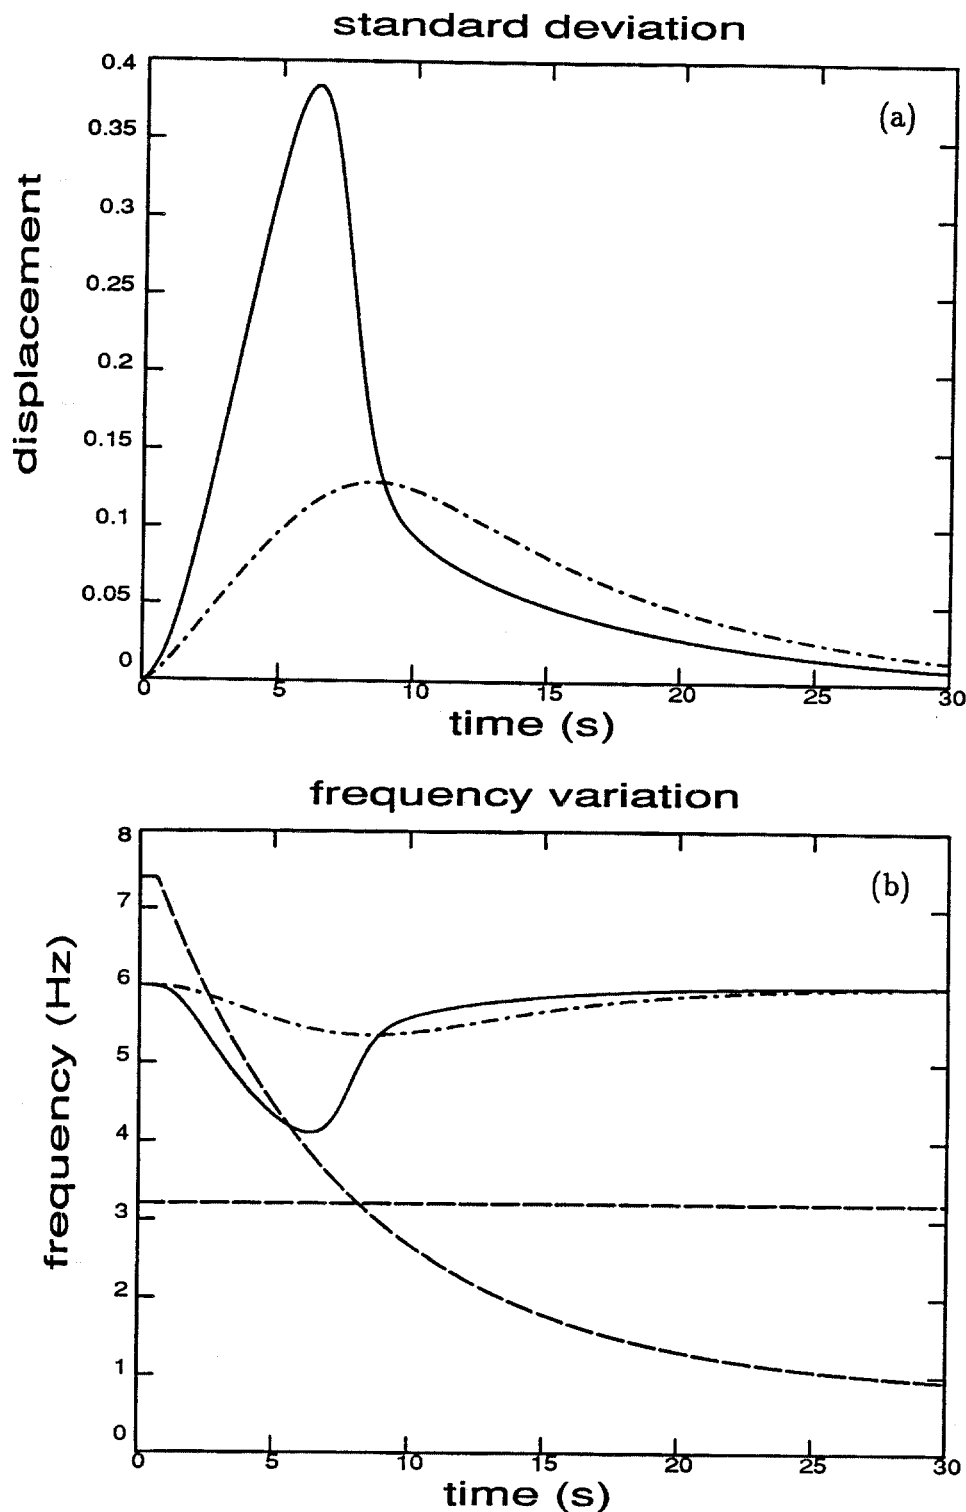 standard deviation
0.4
0.35
0.3
0.25
0.2
0.15
0.1
0.05
0
(a)
displacement
0 5 10 15 20 25 30
time (s)
frequency variation
8
7
6
5
4
3
2
1
0
(b)
frequency (Hz)
0 5 10 15 20 25 30
time (s)